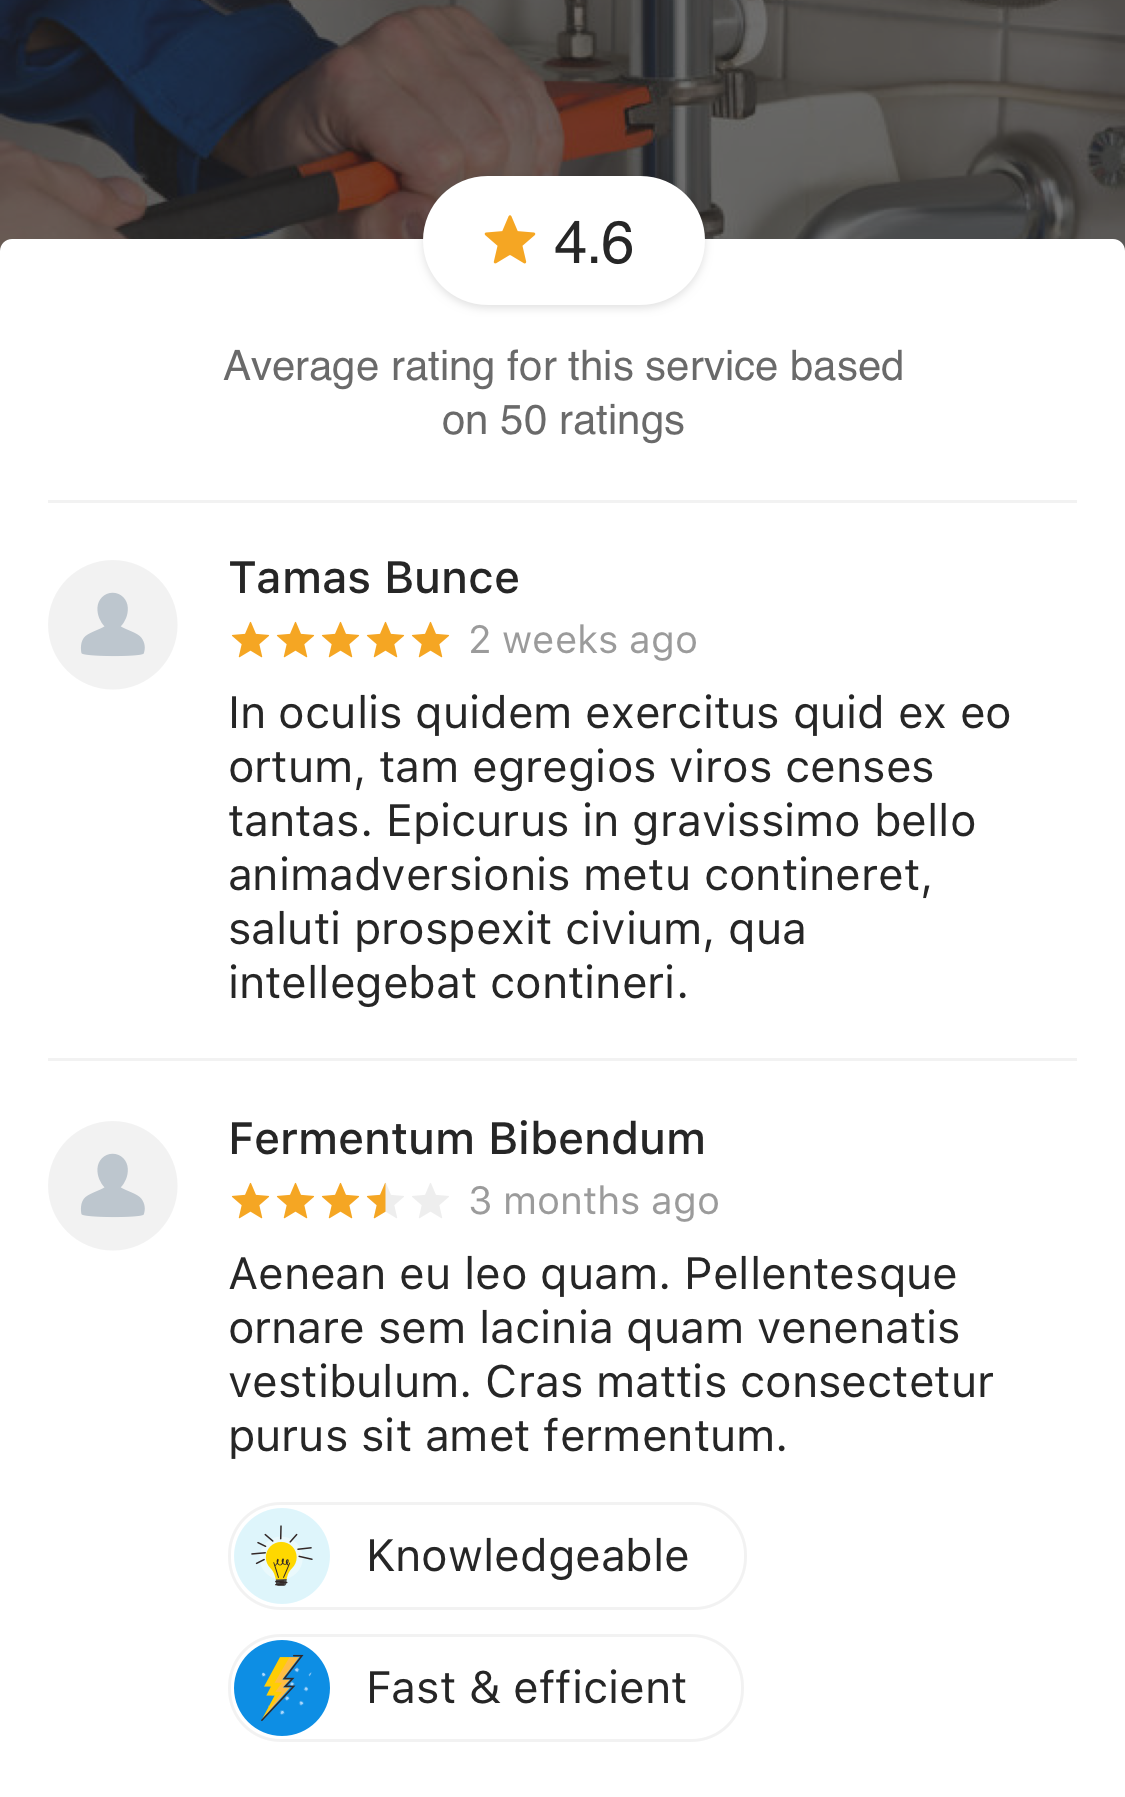 4.6
Average rating for this service based
on 50 ratings
Tamas Bunce
2 weeks ago
In oculis quidem exercitus quid ex eo
ortum, tam egregios viros censes
tantas. Epicurus in gravissimo bello
animadversionis metu contineret,
saluti prospexit civium, qua
intellegebat contineri.
Fermentum Bibendum
3 months ago
Aenean eu leo quam. Pellentesque
ornare sem lacinia quam venenatis
vestibulum. Cras mattis consectetur
purus sit amet fermentum.
Knowledgeable
Fast & efficient